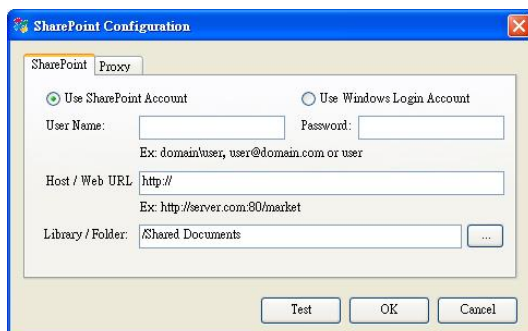 SharePoint Configuration
SharePoint Proxy
Use SharePoint Account Use Windows Login Account
User Name: Password:
Ex: domain\user, user@domain.com or user
Host / Web URL http://
Ex: http://server.com:80/market
Library / Folder: /Shared Documents ...
Test OK Cancel